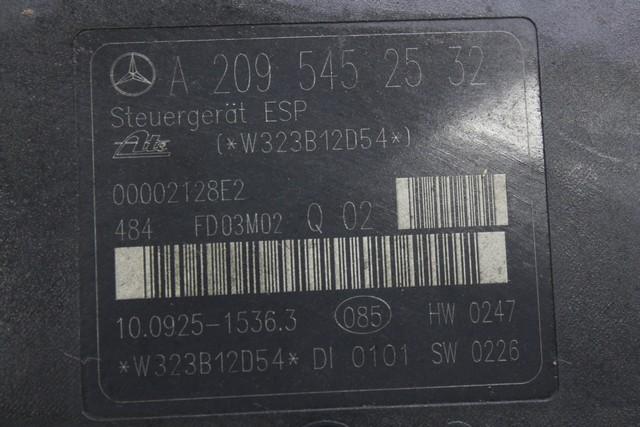 A 209 545 25 32
Steuergerät ESP
Ate (*W323B12D54*)
00002128E2
484 FD03M02 Q 02
10.0925-1536.3 085 HW 0247
*W323B12D54* DI 0101 SW 0226